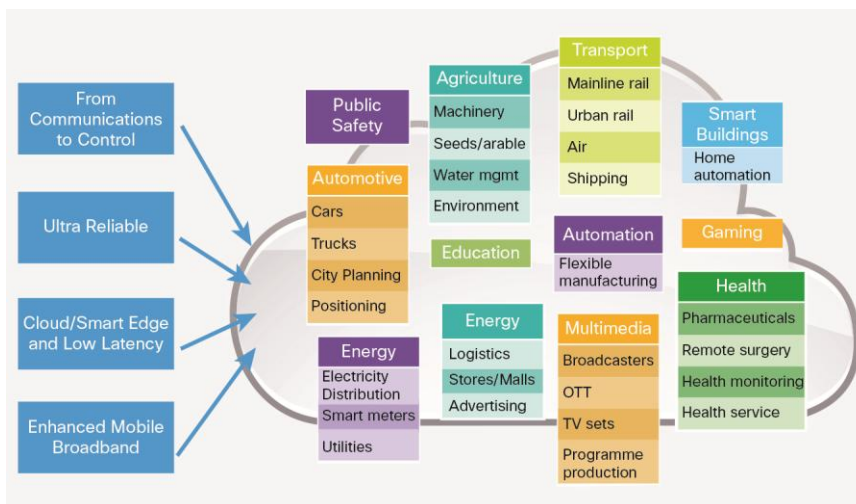 From
Communications
to Control
Ultra Reliable
Cloud/Smart Edge
and Low Latency
Enhanced Mobile
Broadband
Public
Safety
Automotive
Cars
Trucks
City Planning
Positioning
Energy
Electricity
Distribution
Smart meters
Utilities
Agriculture
Machinery
Seeds/arable
Water mgmt
Environment
Education
Energy
Logistics
Stores/Malls
Advertising
Transport
Mainline rail
Urban rail
Air
Shipping
Automation
Flexible
manufacturing
Multimedia
Broadcasters
OTT
TV sets
Programme
production
Smart
Buildings
Home
automation
Gaming
Health
Pharmaceuticals
Remote surgery
Health monitoring
Health service